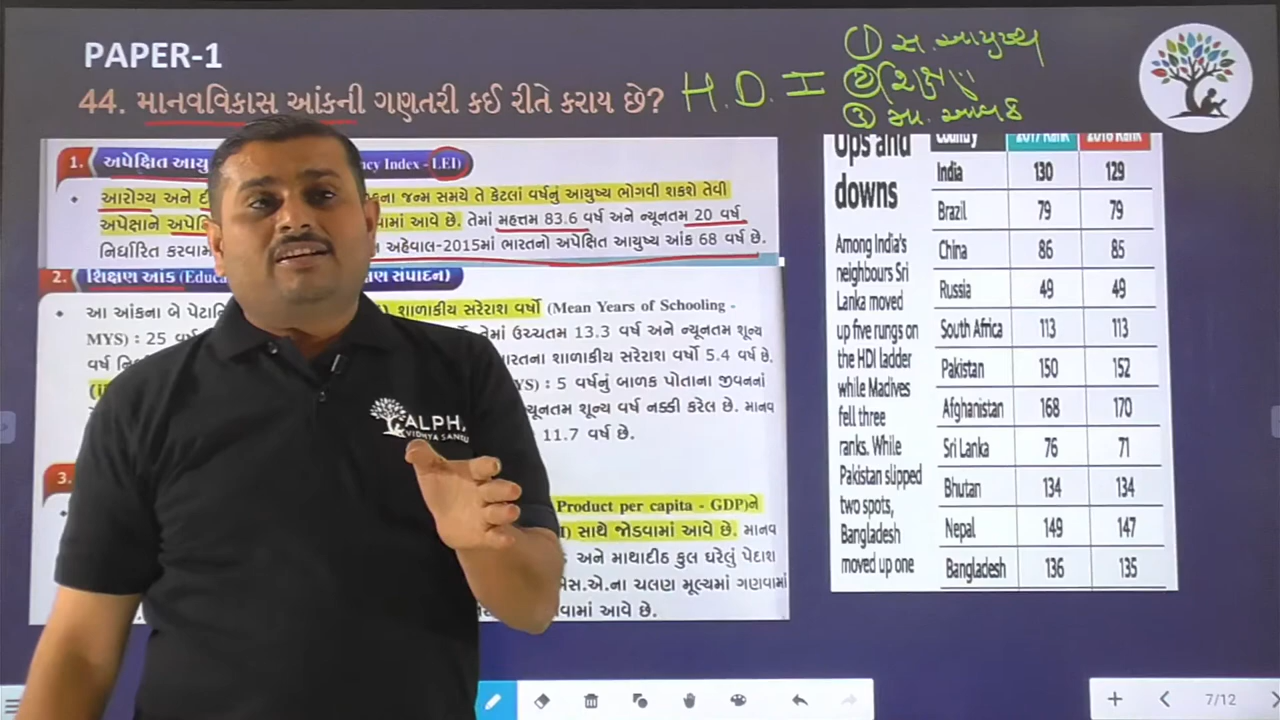 PAPER-1
44. માનવવિકાસ આંકની ગણતરી કઈ રીતે કરાય છે?
H.D.I
① સ. આયુષ્ય
② શિક્ષણ
③ મા. આવક
1. અપેક્ષિત આયુ ncy Index - LEI)
• આરોગ્ય અને કના જન્મ સમયે તે કેટલાં વર્ષનું આયુષ્ય ભોગવી શકશે તેવી
અપેક્ષાને અપેક્ષિ વામાં આવે છે. તેમાં મહત્તમ 83.6 વર્ષ અને ન્યૂનતમ 20 વર્ષ
નિર્ધારિત કરવામ અહેવાલ-2015માં ભારતનો અપેક્ષિત આયુષ્ય આંક 68 વર્ષ છે.
2. શિક્ષણ આંક (Educa ણ સંપાદન)
• આ આંકના બે પેટાનિ શાળાકીય સરેરાશ વર્ષો (Mean Years of Schooling -
MYS) : 25 વર્ષ તેમાં ઉચ્ચતમ 13.3 વર્ષ અને ન્યૂનતમ શૂન્ય
વર્ષ નિ ારતના શાળાકીય સરેરાશ વર્ષો 5.4 વર્ષ છે.
YS) : 5 વર્ષનું બાળક પોતાના જીવનનાં
યૂનતમ શૂન્ય વર્ષ નક્કી કરેલ છે. માનવ
11.7 વર્ષ છે.
3.
Product per capita - GDP)ને
I) સાથે જોડવામાં આવે છે. માનવ
અને માથાદીઠ કુલ ઘરેલું પેદાશ
એસ.એ.ના ચલણ મૂલ્યમાં ગણવામાં
વામાં આવે છે.
ALPHA
VIDHYA SANKU
Ups and
downs
Among India's
neighbours Sri
Lanka moved
up five rungs on
the HDI ladder
while Madives
fell three
ranks. While
Pakistan slipped
two spots,
Bangladesh
moved up one
Country 2017 Rank 2018 Rank
India 130 129
Brazil 79 79
China 86 85
Russia 49 49
South Africa 113 113
Pakistan 150 152
Afghanistan 168 170
Sri Lanka 76 71
Bhutan 134 134
Nepal 149 147
Bangladesh 136 135
7/12